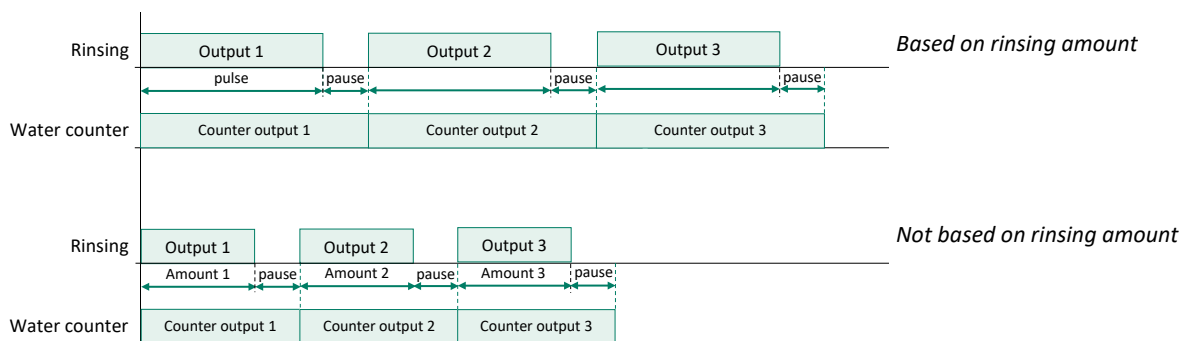 Rinsing Output 1 Output 2 Output 3 Based on rinsing amount
pulse pause pause pause
Water counter Counter output 1 Counter output 2 Counter output 3
Rinsing Output 1 Output 2 Output 3 Not based on rinsing amount
Amount 1 pause Amount 2 pause Amount 3 pause
Water counter Counter output 1 Counter output 2 Counter output 3